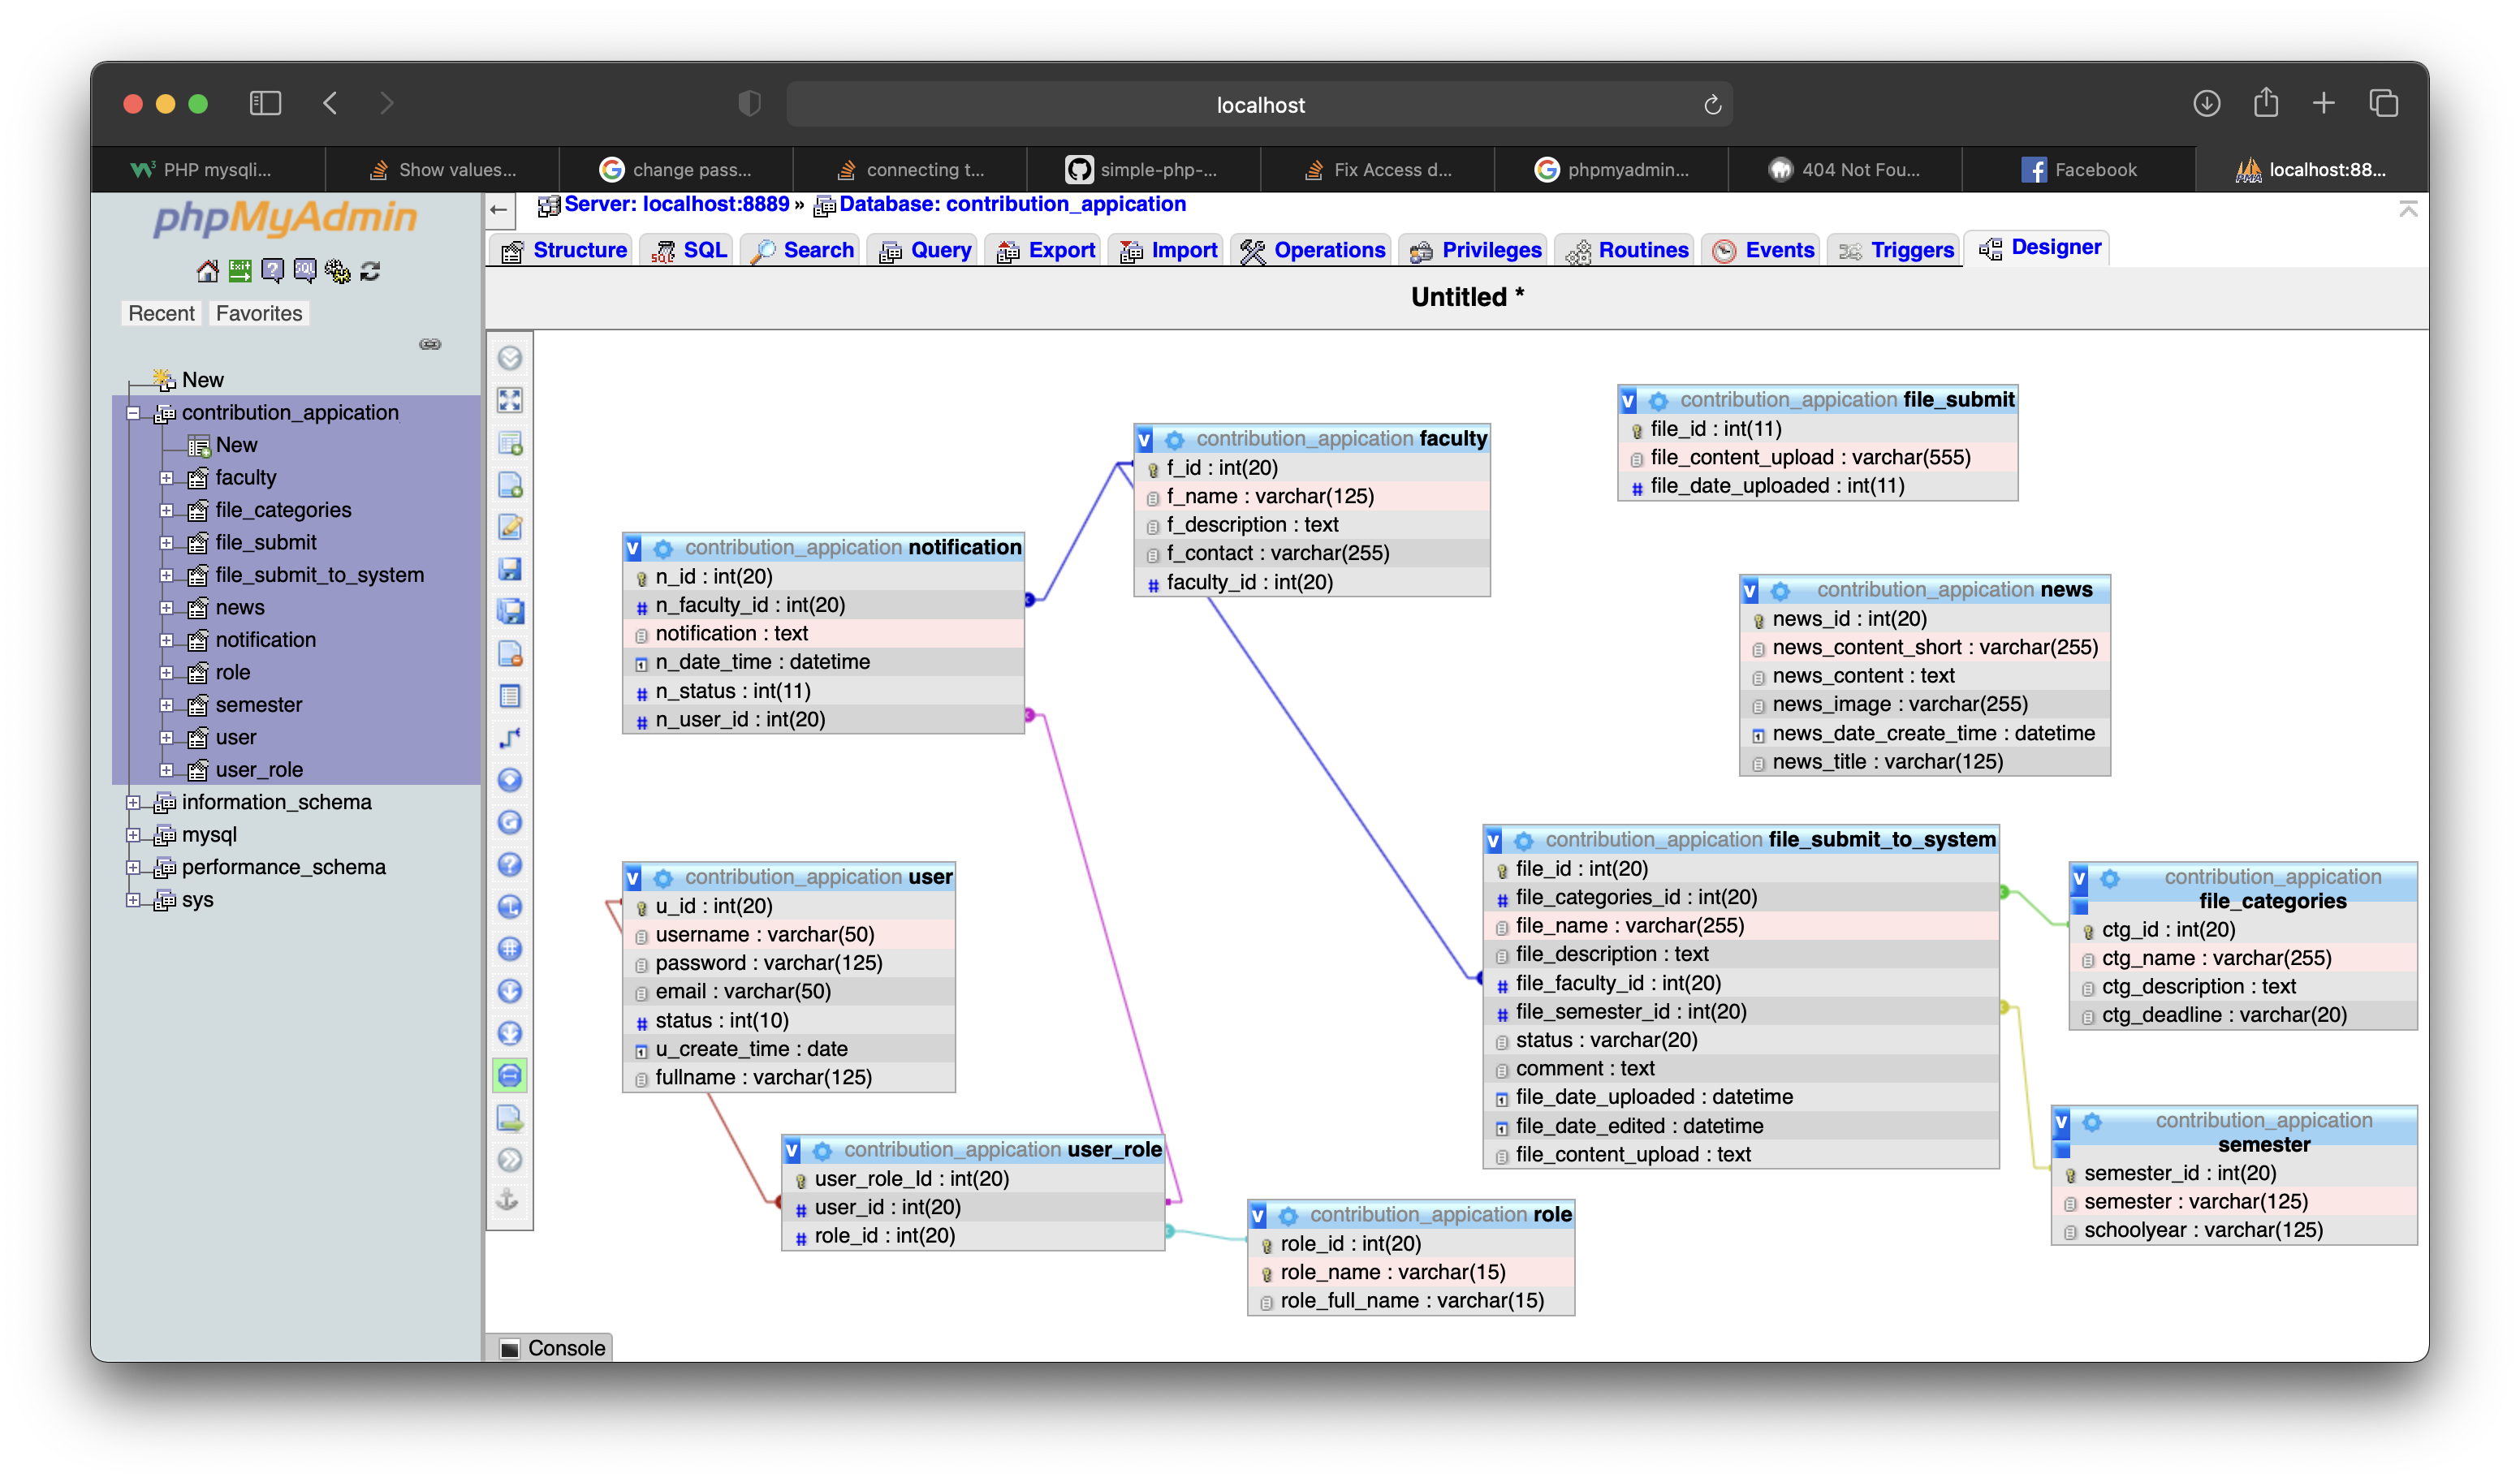 localhost
PHP mysqli...
Show values...
change pass...
connecting t...
simple-php-...
Fix Access d...
phpmyadmin...
404 Not Fou...
Facebook
localhost:88...
phpMyAdmin
Recent Favorites
New
contribution_appication
New
faculty
file_categories
file_submit
file_submit_to_system
news
notification
role
semester
user
user_role
information_schema
mysql
performance_schema
sys
Server: localhost:8889 » Database: contribution_appication
Structure SQL Search Query Export Import Operations Privileges Routines Events Triggers Designer
Untitled *
contribution_appication notification
n_id : int(20)
n_faculty_id : int(20)
notification : text
n_date_time : datetime
n_status : int(11)
n_user_id : int(20)
contribution_appication faculty
f_id : int(20)
f_name : varchar(125)
f_description : text
f_contact : varchar(255)
faculty_id : int(20)
contribution_appication file_submit
file_id : int(11)
file_content_upload : varchar(555)
file_date_uploaded : int(11)
contribution_appication news
news_id : int(20)
news_content_short : varchar(255)
news_content : text
news_image : varchar(255)
news_date_create_time : datetime
news_title : varchar(125)
contribution_appication user
u_id : int(20)
username : varchar(50)
password : varchar(125)
email : varchar(50)
status : int(10)
u_create_time : date
fullname : varchar(125)
contribution_appication file_submit_to_system
file_id : int(20)
file_categories_id : int(20)
file_name : varchar(255)
file_description : text
file_faculty_id : int(20)
file_semester_id : int(20)
status : varchar(20)
comment : text
file_date_uploaded : datetime
file_date_edited : datetime
file_content_upload : text
contribution_appication
file_categories
ctg_id : int(20)
ctg_name : varchar(255)
ctg_description : text
ctg_deadline : varchar(20)
contribution_appication
semester
semester_id : int(20)
semester : varchar(125)
schoolyear : varchar(125)
contribution_appication user_role
user_role_Id : int(20)
user_id : int(20)
role_id : int(20)
contribution_appication role
role_id : int(20)
role_name : varchar(15)
role_full_name : varchar(15)
Console